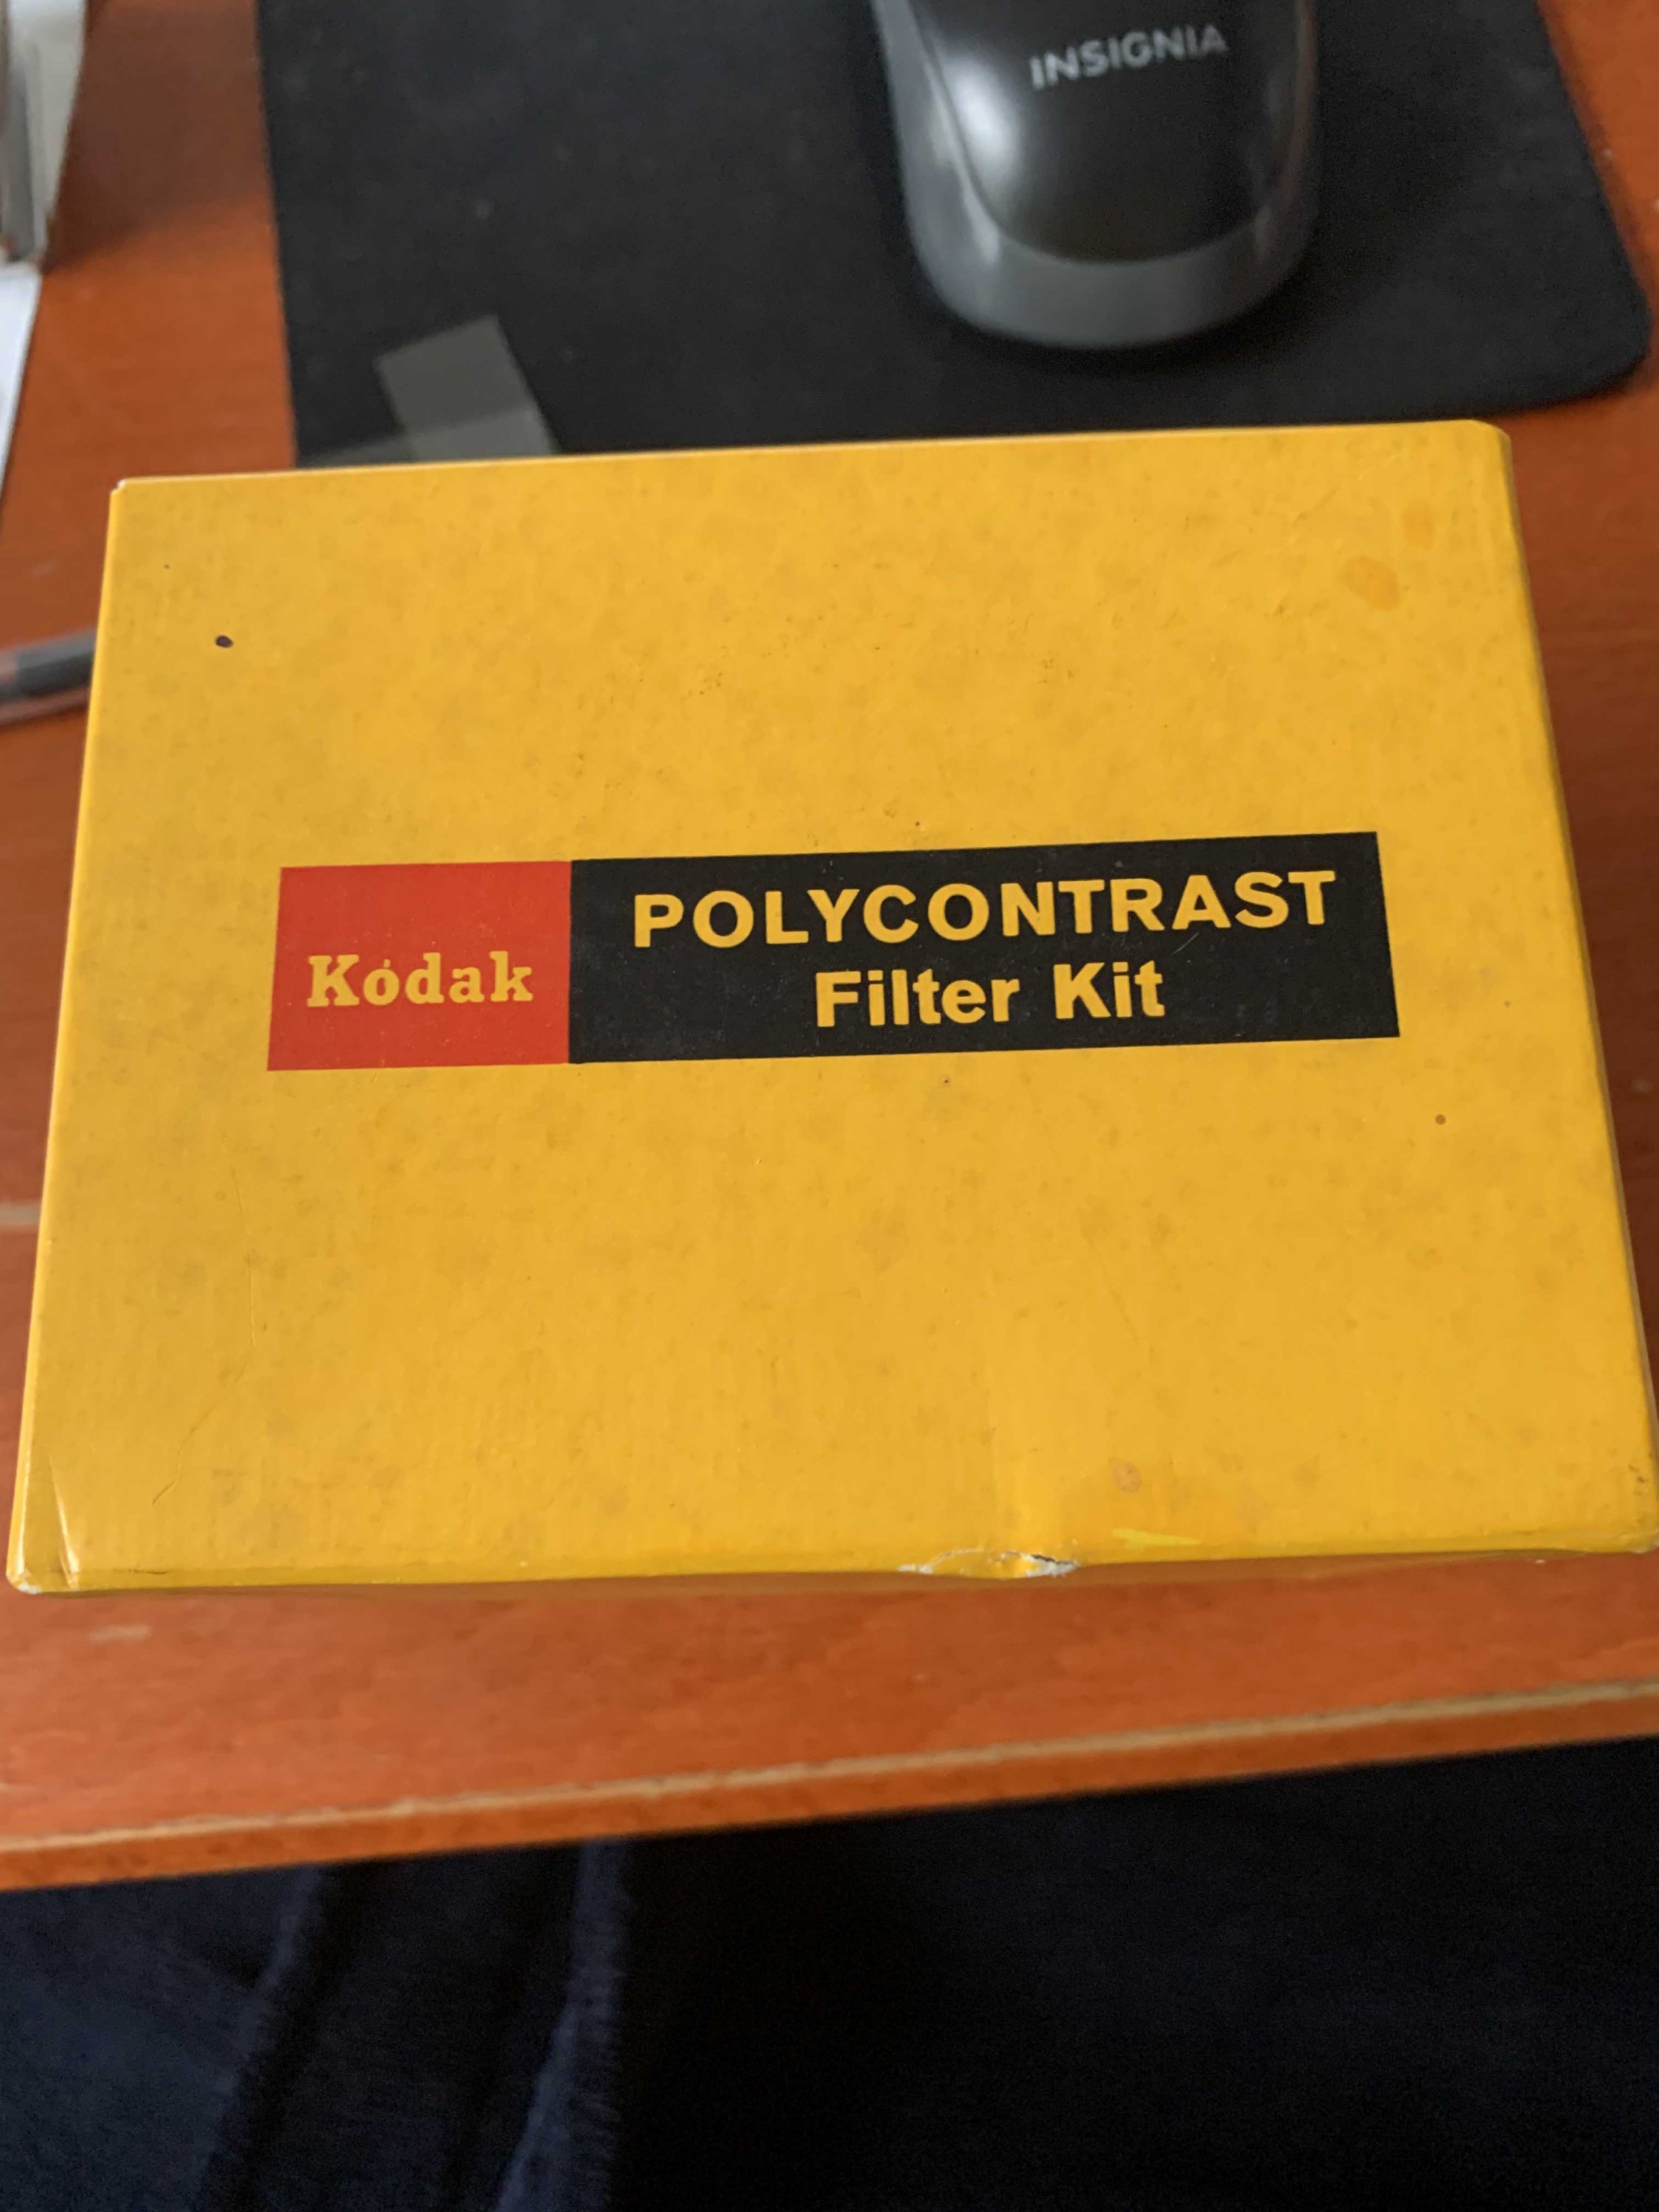 INSIGNIA
Kodak
POLYCONTRAST
Filter Kit